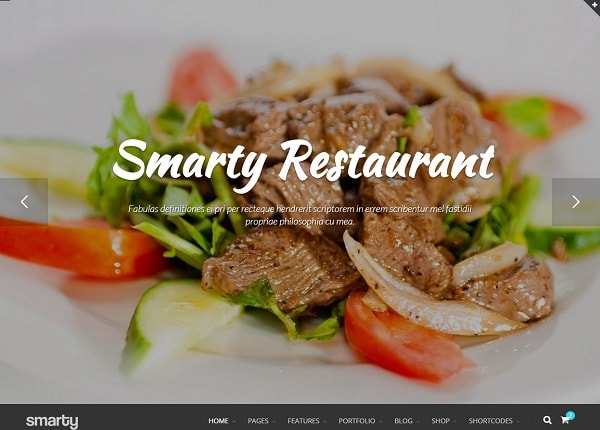 Smarty Restaurant
Fabulas definitiones ei pri per recteque hendrerit scriptorem in errem scribentur mel fastidii
propriae philosophia cu mea.
smarty HOME PAGES FEATURES PORTFOLIO BLOG SHOP SHORTCODES 2